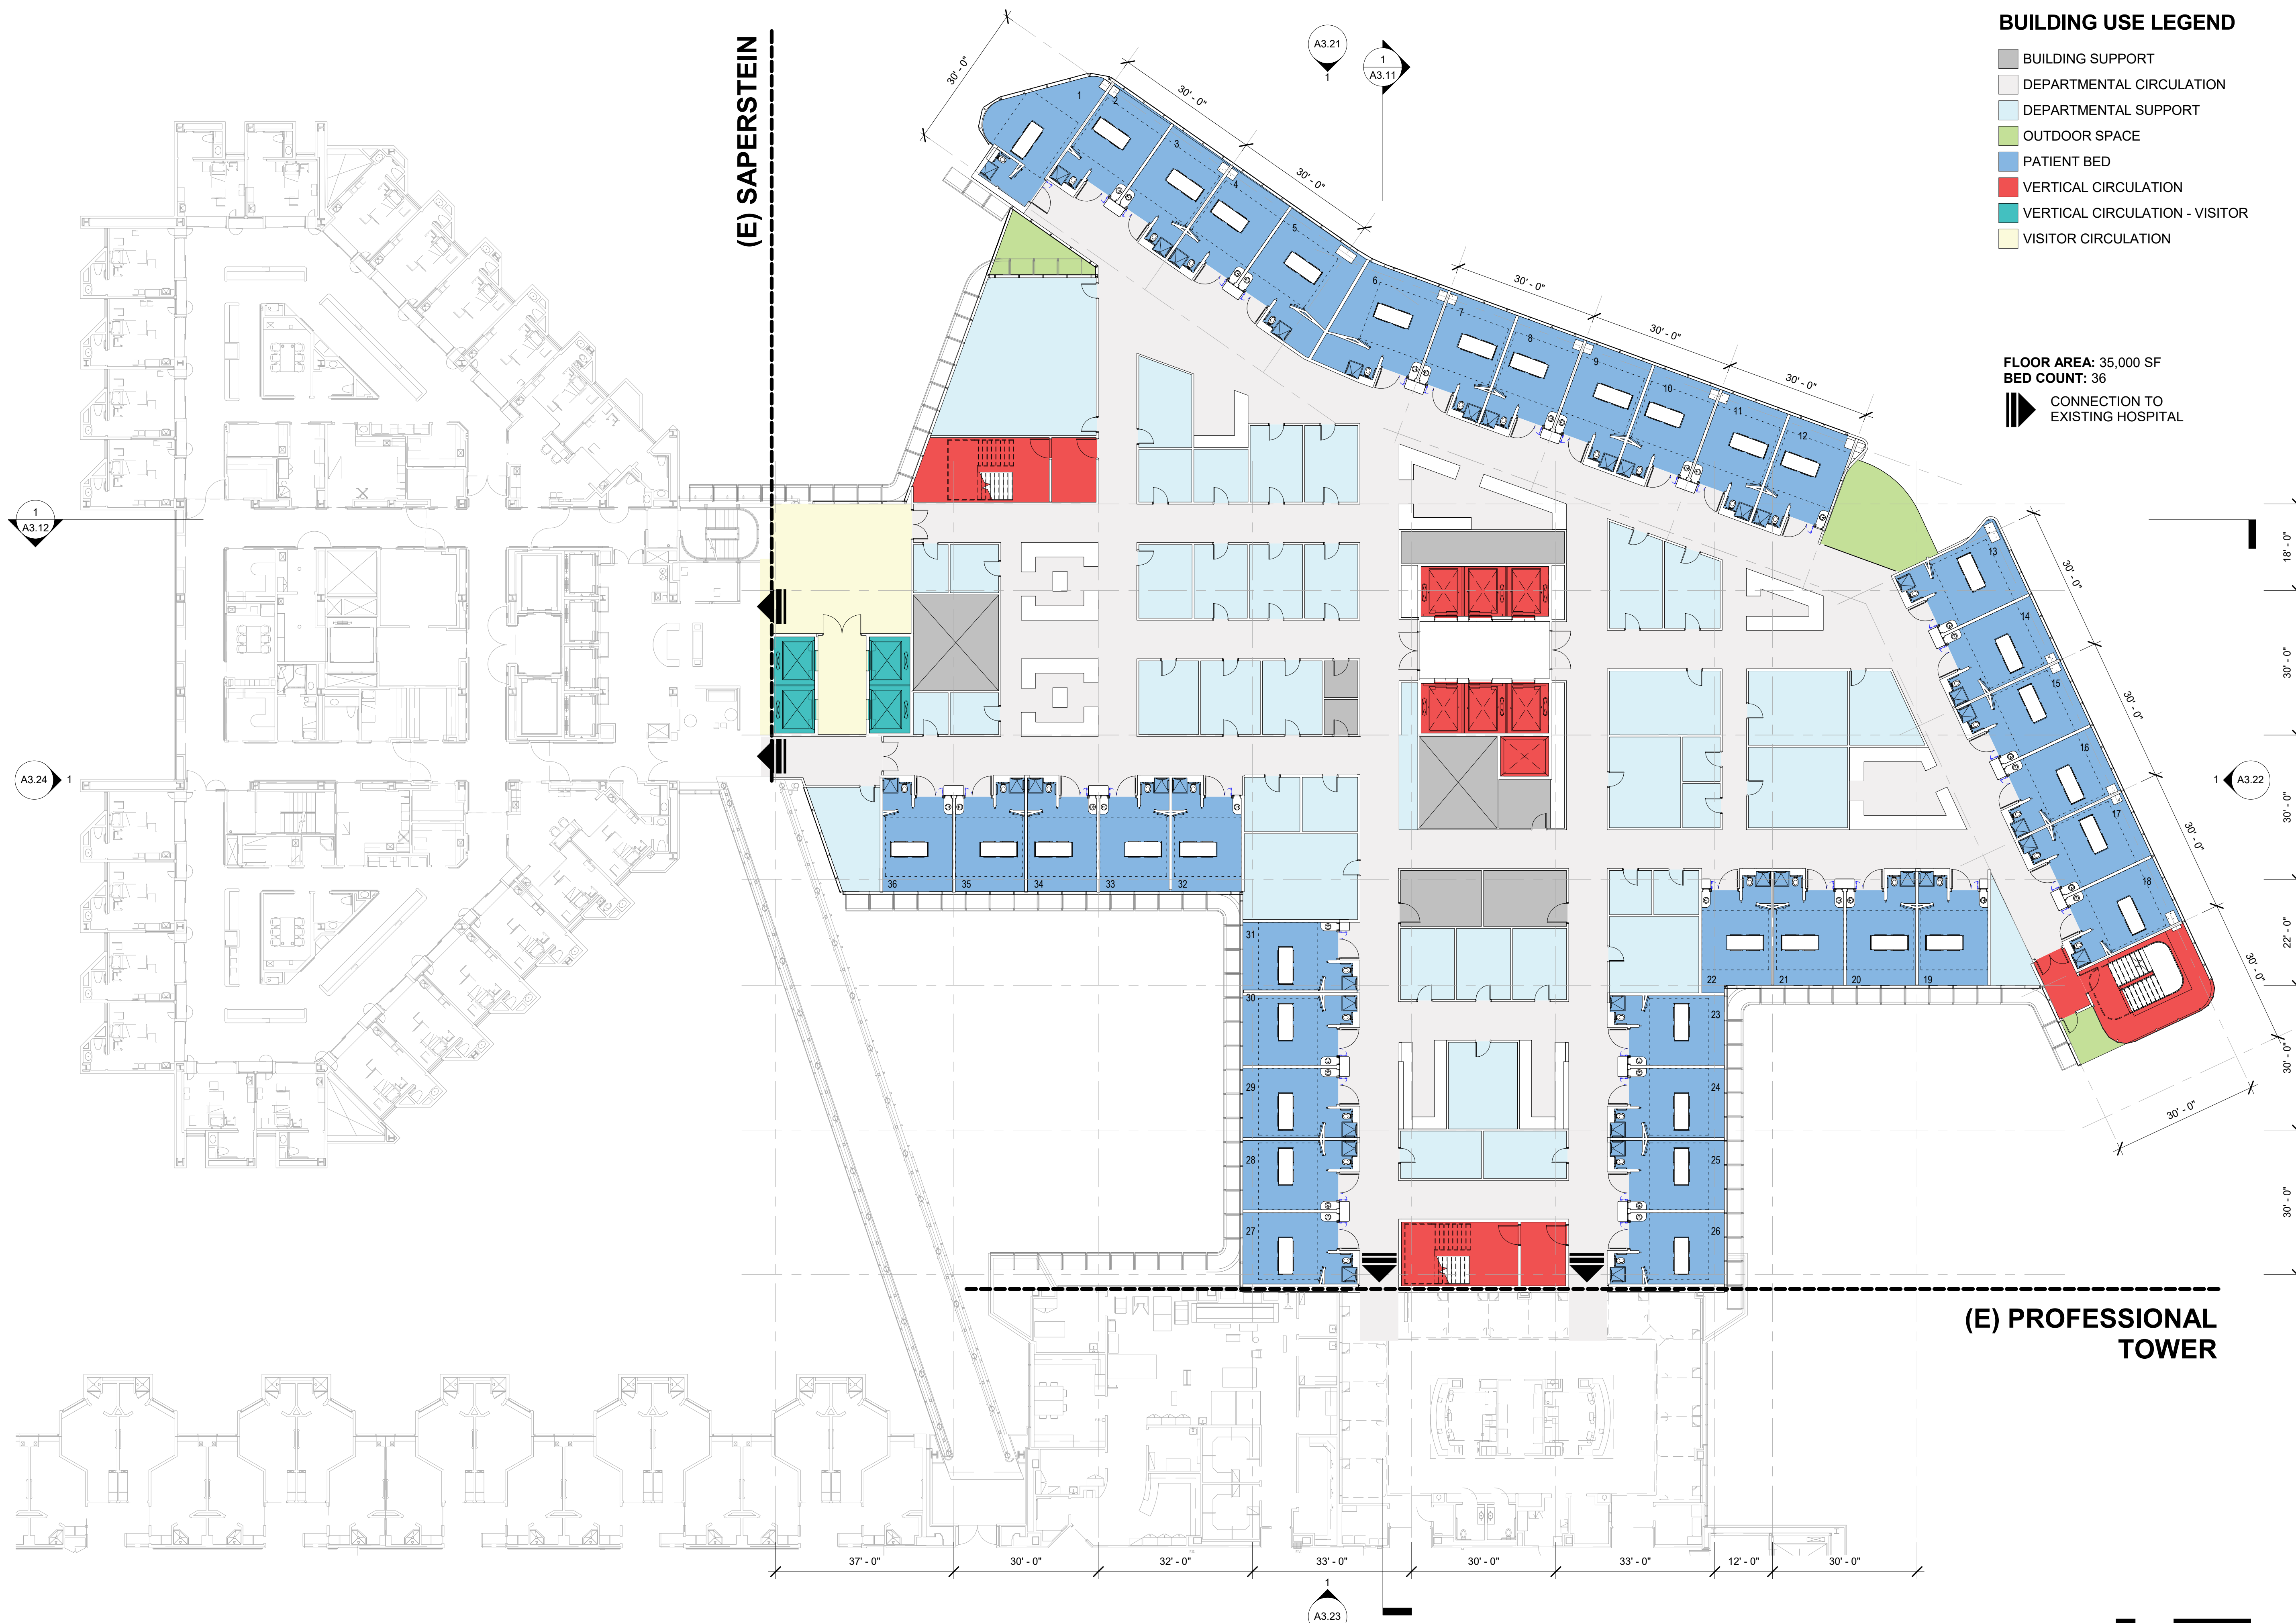 BUILDING USE LEGEND
BUILDING SUPPORT
DEPARTMENTAL CIRCULATION
DEPARTMENTAL SUPPORT
OUTDOOR SPACE
PATIENT BED
VERTICAL CIRCULATION
VERTICAL CIRCULATION - VISITOR
VISITOR CIRCULATION
FLOOR AREA: 35,000 SF
BED COUNT: 36
CONNECTION TO
EXISTING HOSPITAL
(E) SAPERSTEIN
(E) PROFESSIONAL
TOWER
A3.21
1
1
A3.11
1
A3.12
A3.24
1
1
A3.22
1
A3.23
30' - 0"
30' - 0"
30' - 0"
30' - 0"
30' - 0"
30' - 0"
30' - 0"
30' - 0"
30' - 0"
30' - 0"
30' - 0"
18' - 0"
30' - 0"
30' - 0"
22' - 0"
30' - 0"
30' - 0"
37' - 0"
30' - 0"
32' - 0"
33' - 0"
30' - 0"
33' - 0"
12' - 0"
30' - 0"
1
2
3
4
5
6
7
8
9
10
11
12
13
14
15
16
17
18
19
20
21
22
23
24
25
26
27
28
29
30
31
32
33
34
35
36